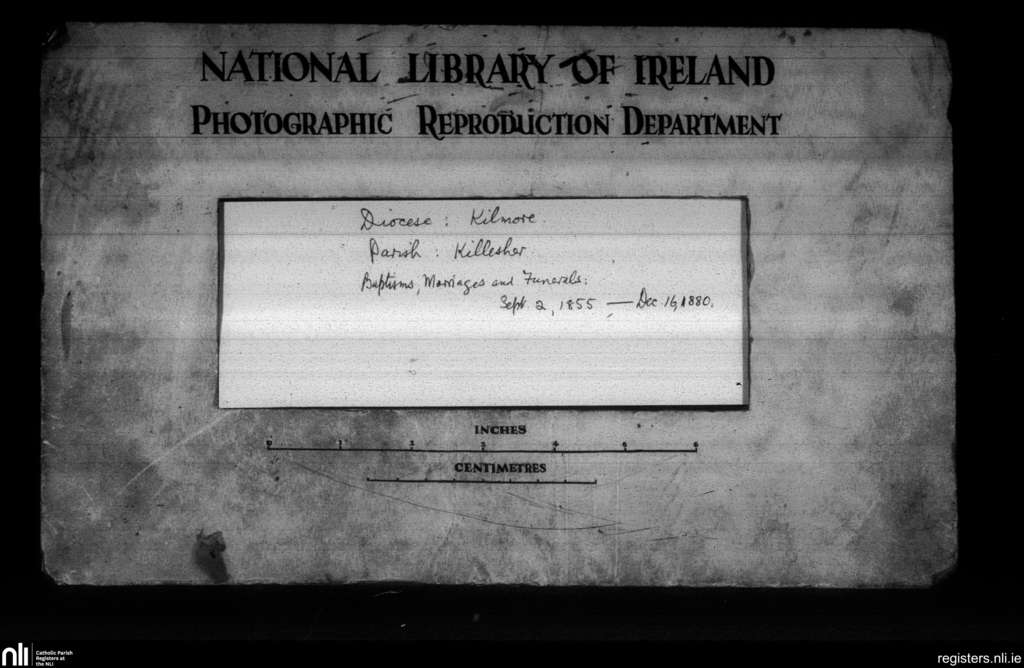 NATIONAL LIBRARY OF IRELAND
PHOTOGRAPHIC REPRODUCTION DEPARTMENT
Diocese : Kilmore.
Parish : Killesher.
Baptisms, Marriages and Funerals:
Sept. 2, 1855 — Dec 16, 1880.
INCHES
0 1 2 3 4 5 6
CENTIMETRES
nli
Catholic Parish
Registers at
the NLI
registers.nli.ie